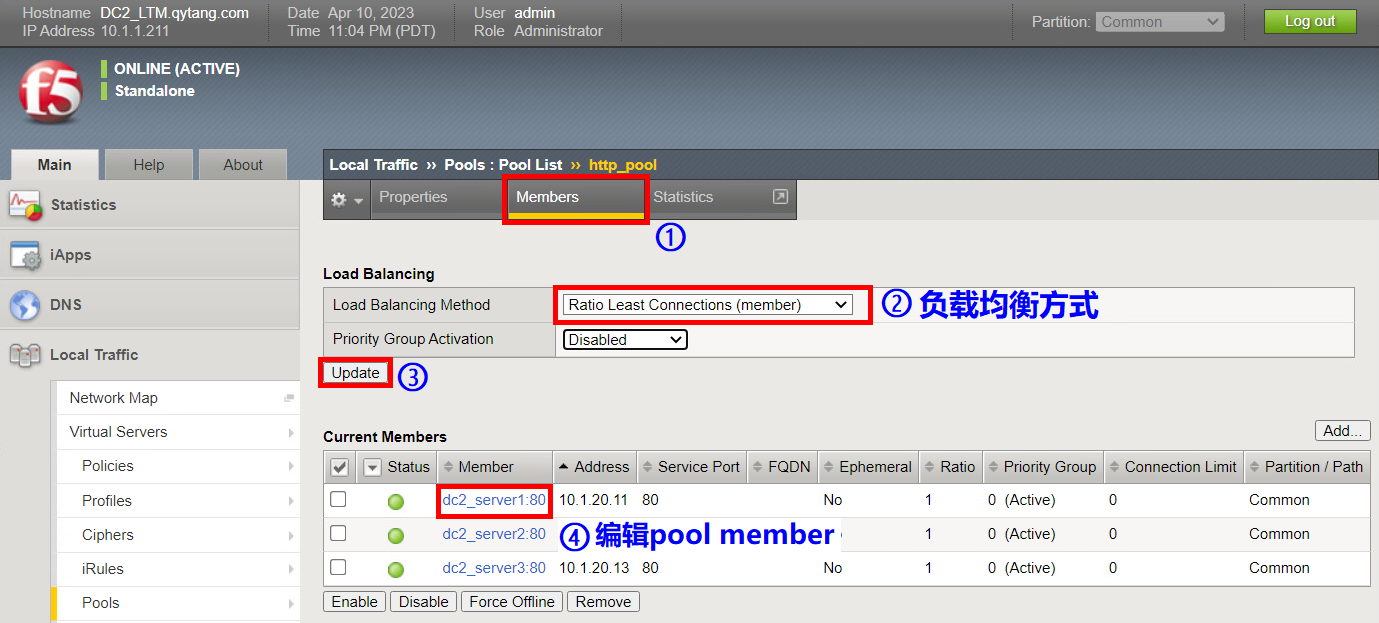 Hostname DC2_LTM.qytang.com Date Apr 10, 2023 User admin
IP Address 10.1.1.211 Time 11:04 PM (PDT) Role Administrator
Partition: Common Log out
f5
ONLINE (ACTIVE)
Standalone
Main Help About
Local Traffic ›› Pools : Pool List ›› http_pool
Properties Members Statistics
①
Statistics
iApps
DNS
Local Traffic
Network Map
Virtual Servers
Policies
Profiles
Ciphers
iRules
Pools
Load Balancing
Load Balancing Method Ratio Least Connections (member) ② 负载均衡方式
Priority Group Activation Disabled
Update ③
Current Members Add...
Status Member Address Service Port FQDN Ephemeral Ratio Priority Group Connection Limit Partition / Path
dc2_server1:80 10.1.20.11 80 No 1 0 (Active) 0 Common
dc2_server2:80 ④ 编辑pool member 1 0 (Active) 0 Common
dc2_server3:80 10.1.20.13 80 No 1 0 (Active) 0 Common
Enable Disable Force Offline Remove